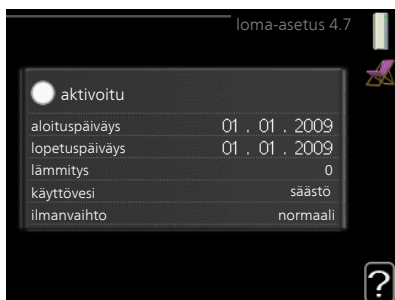 loma-asetus 4.7
aktivoitu
aloituspäiväys 01 . 01 . 2009
lopetuspäiväys 01 . 01 . 2009
lämmitys 0
käyttövesi säästö
ilmanvaihto normaali
?